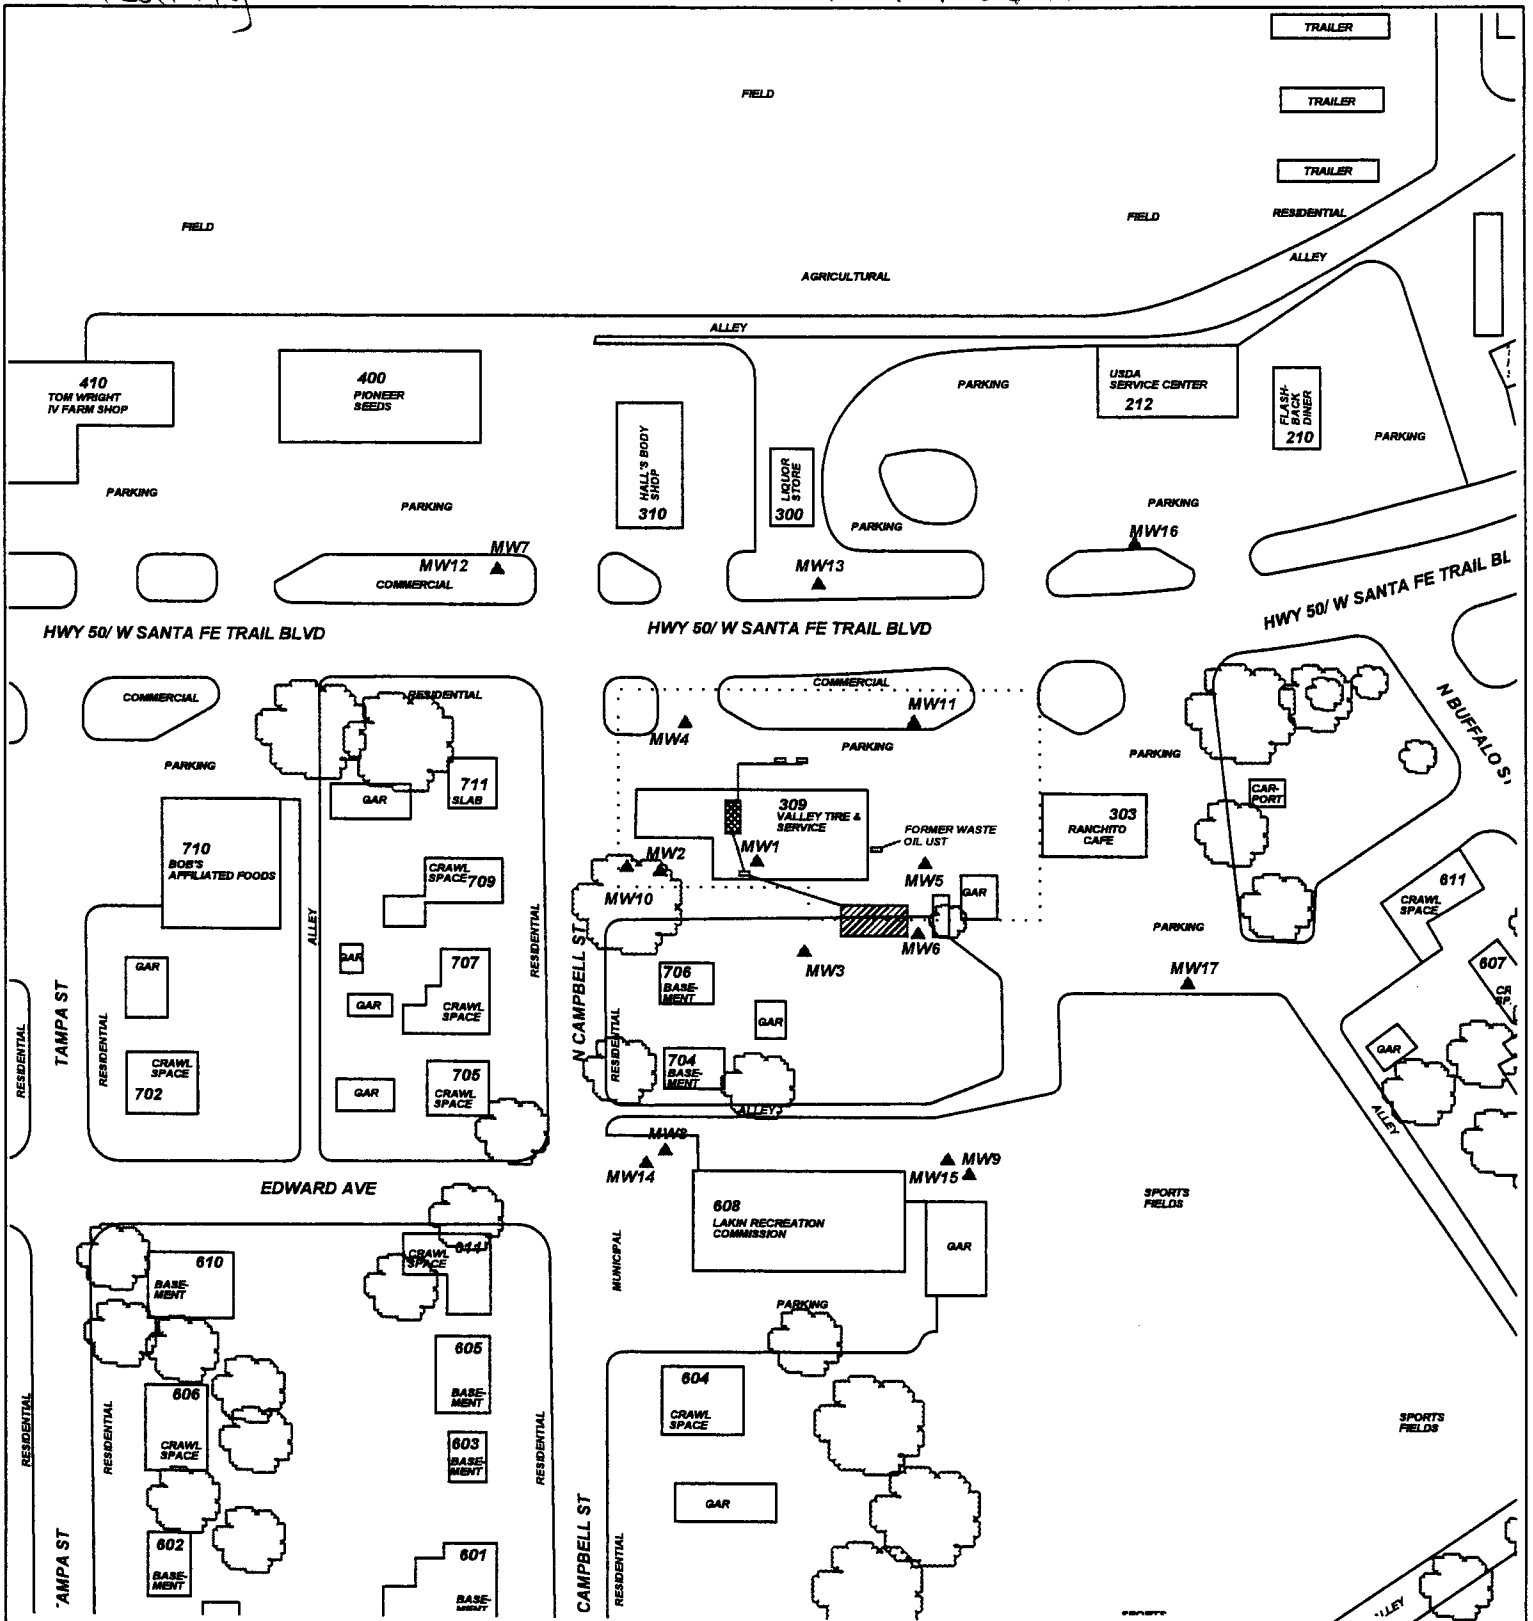 TRAILER
FIELD
TRAILER
TRAILER
FIELD
RESIDENTIAL
FIELD
ALLEY
AGRICULTURAL
ALLEY
410
TOM WRIGHT
IV FARM SHOP
400
PIONEER
SEEDS
USDA
SERVICE CENTER
212
PARKING
FLASH-
BACK
DINER
210
PARKING
HALL'S BODY
SHOP
310
LIQUOR
STORE
300
PARKING
PARKING
PARKING
PARKING
MW16
MW7
MW12
COMMERCIAL
MW13
HWY 50/ W SANTA FE TRAIL BL
HWY 50/ W SANTA FE TRAIL BLVD
HWY 50/ W SANTA FE TRAIL BLVD
COMMERCIAL
RESIDENTIAL
COMMERCIAL
MW11
MW4
PARKING
PARKING
N BUFFALO ST
PARKING
711
SLAB
GAR
309
VALLEY TIRE &
SERVICE
CAR-
PORT
303
RANCHITO
CAFE
FORMER WASTE
OIL UST
710
BOB'S
AFFILIATED FOODS
MW1
MW2
MW5
CRAWL
SPACE 709
MW10
GAR
611
CRAWL
SPACE
ALLEY
RESIDENTIAL
N CAMPBELL ST
PARKING
MW6
MW3
GAR
GAR
707
CRAWL
SPACE
706
BASE-
MENT
MW17
607
CR
SP.
GAR
GAR
TAMPA ST
RESIDENTIAL
RESIDENTIAL
RESIDENTIAL
GAR
CRAWL
SPACE
702
705
CRAWL
SPACE
GAR
704
BASE-
MENT
ALLEY
ALLEY
MW8
MW14
MW9
MW15
EDWARD AVE
608
LAKIN RECREATION
COMMISSION
SPORTS
FIELDS
GAR
MUNICIPAL
610
BASE-
MENT
CRAWL
SPACE
611
PARKING
605
BASE-
MENT
604
CRAWL
SPACE
606
CRAWL
SPACE
RESIDENTIAL
RESIDENTIAL
RESIDENTIAL
SPORTS
FIELDS
603
BASE-
MENT
GAR
602
BASE-
MENT
601
BASE-
MENT
AMPA ST
CAMPBELL ST
RESIDENTIAL
LLEY
SPORTS